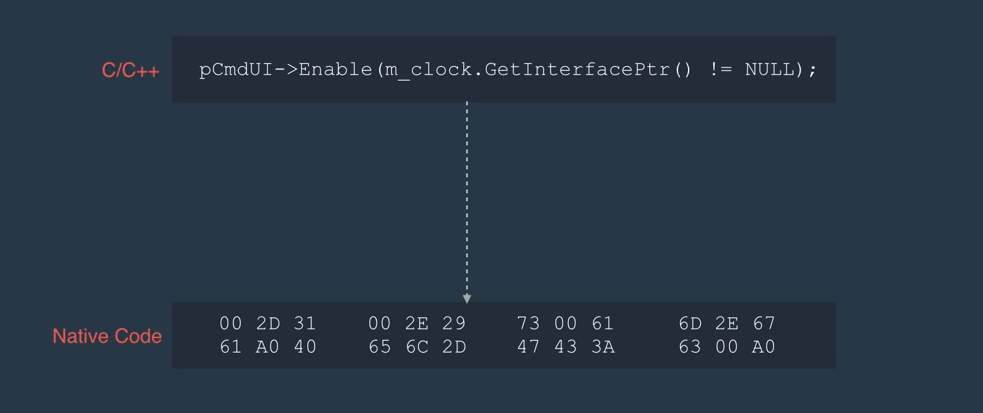 C/C++
pCmdUI->Enable(m_clock.GetInterfacePtr() != NULL);
Native Code
00 2D 31 00 2E 29 73 00 61 6D 2E 67
61 A0 40 65 6C 2D 47 43 3A 63 00 A0